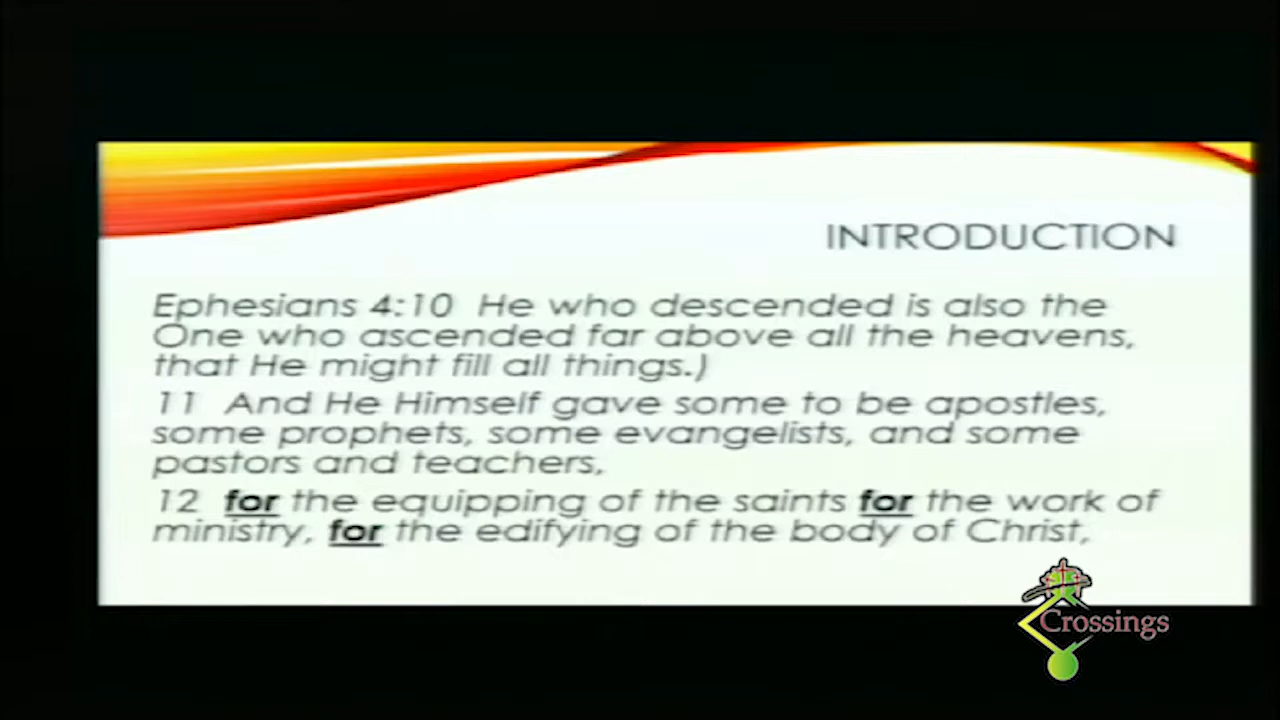 INTRODUCTION
Ephesians 4:10 He who descended is also the
One who ascended far above all the heavens,
that He might fill all things.)
11 And He Himself gave some to be apostles,
some prophets, some evangelists, and some
pastors and teachers,
12 for the equipping of the saints for the work of
ministry, for the edifying of the body of Christ,
Crossings